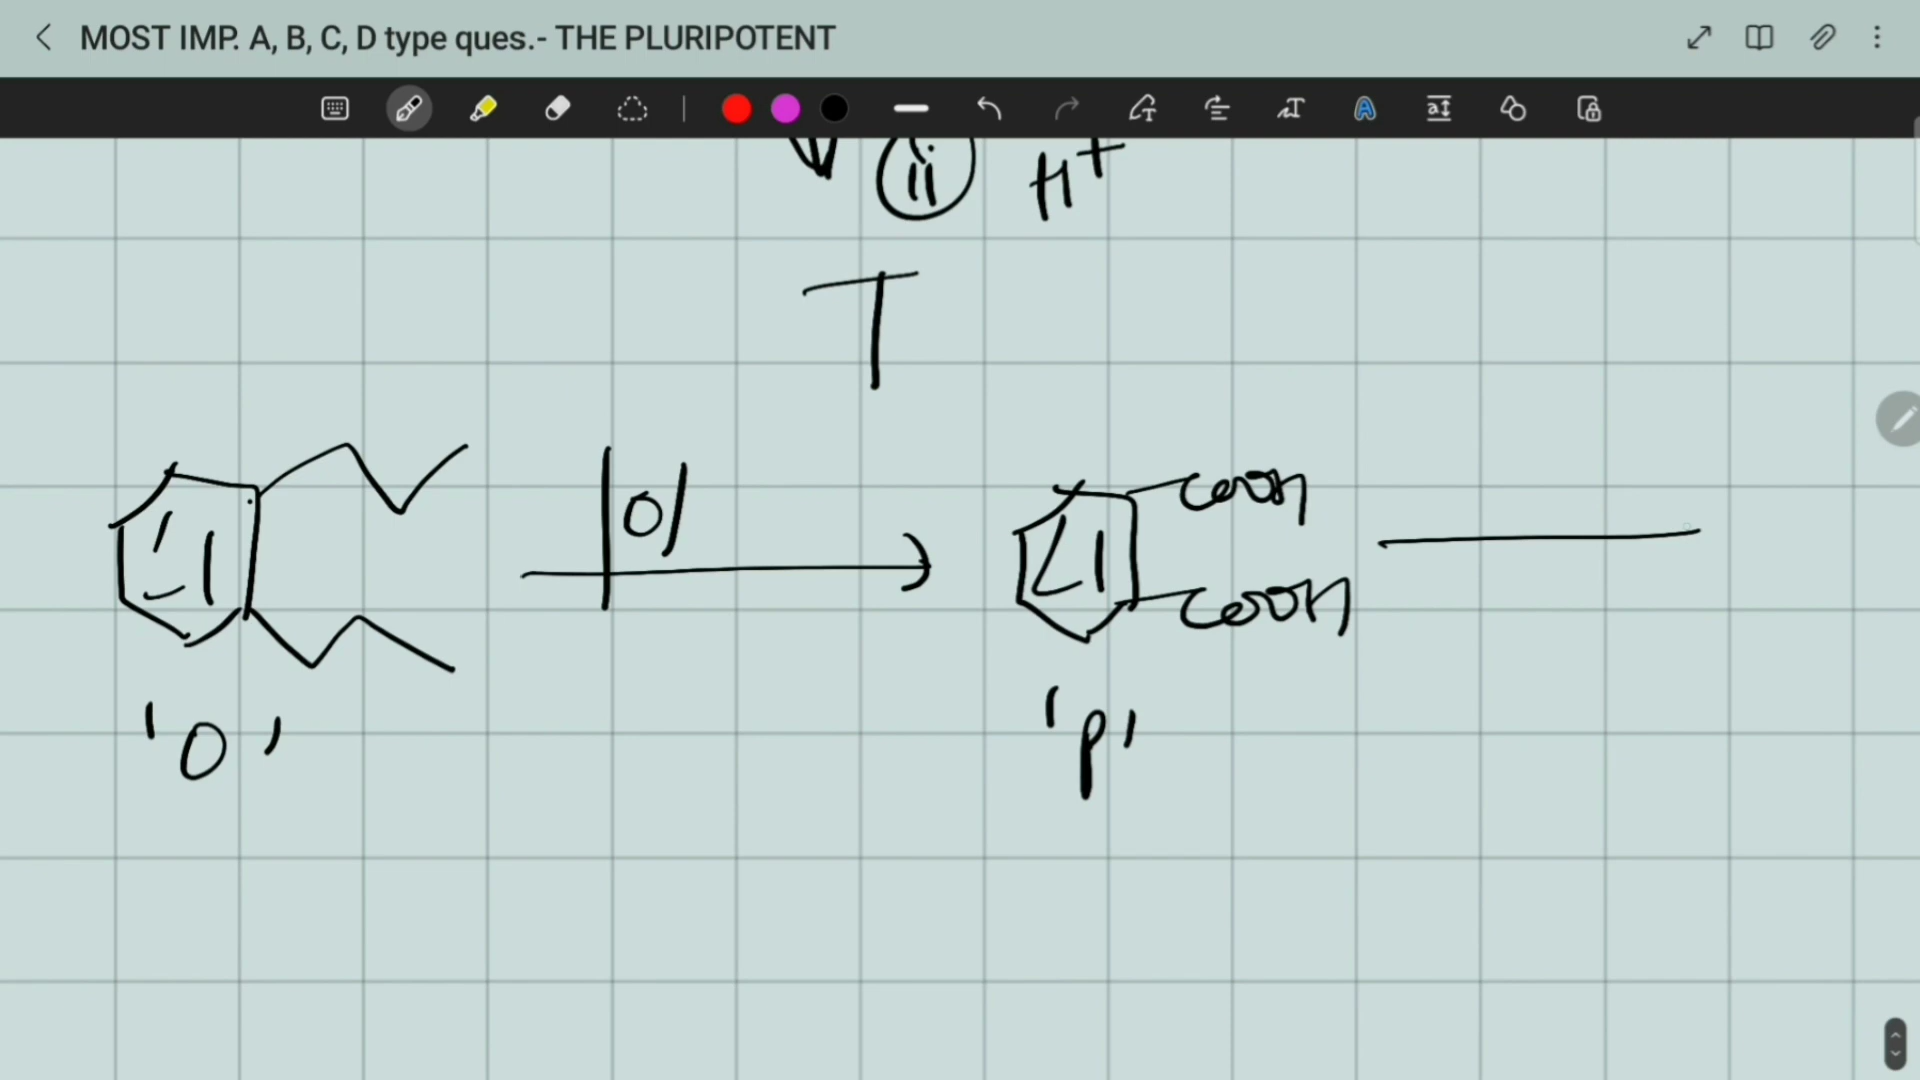 MOST IMP. A, B, C, D type ques.- THE PLURIPOTENT
ii H+
T
|O|
COOH
COOH
'O'
'P'